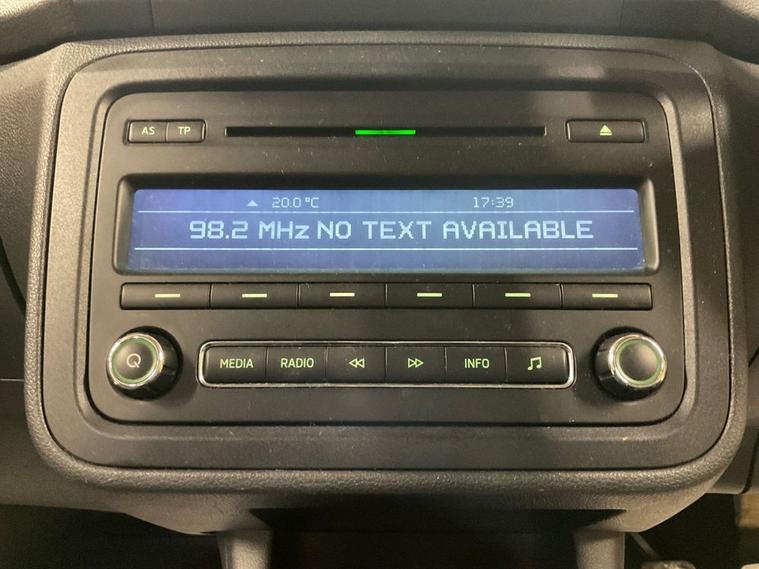 AS TP
20.0 °C 17:39
98.2 MHz NO TEXT AVAILABLE
MEDIA RADIO INFO